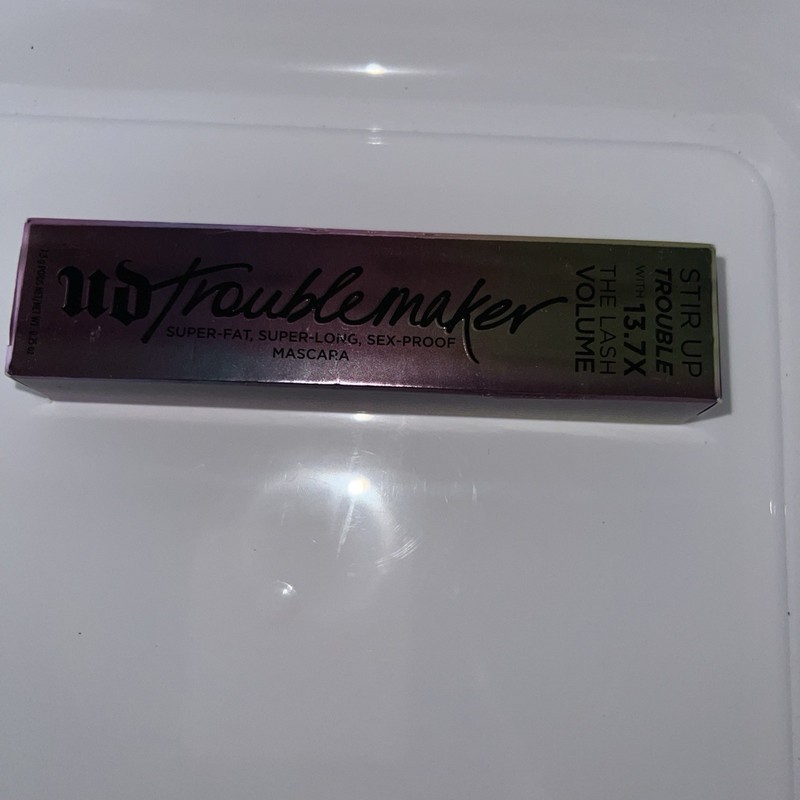 UD Troublemaker
SUPER-FAT, SUPER-LONG, SEX-PROOF
MASCARA
STIR UP
TROUBLE
WITH 13.7X
THE LASH
VOLUME